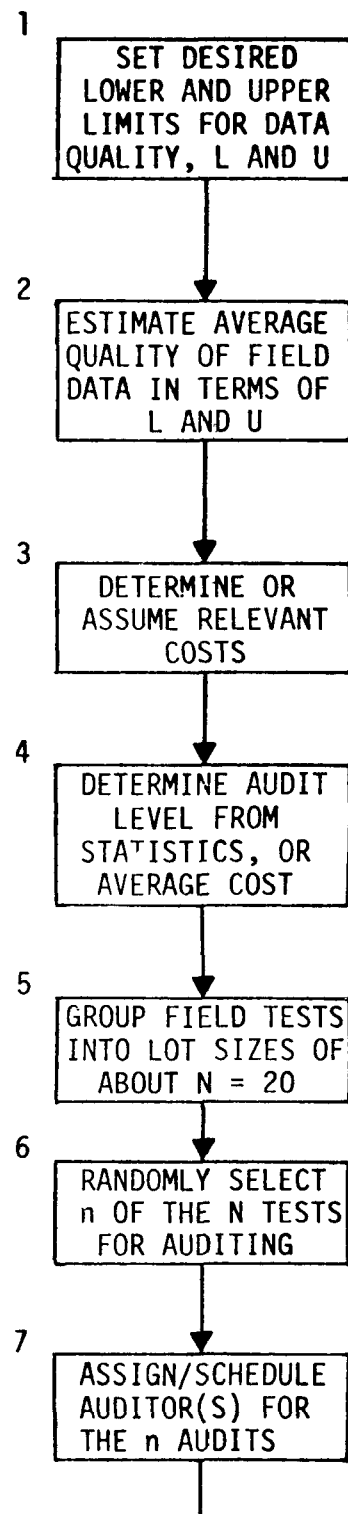 1
SET DESIRED
LOWER AND UPPER
LIMITS FOR DATA
QUALITY, L AND U
2
ESTIMATE AVERAGE
QUALITY OF FIELD
DATA IN TERMS OF
L AND U
3
DETERMINE OR
ASSUME RELEVANT
COSTS
4
DETERMINE AUDIT
LEVEL FROM
STATISTICS, OR
AVERAGE COST
5
GROUP FIELD TESTS
INTO LOT SIZES OF
ABOUT N = 20
6
RANDOMLY SELECT
n OF THE N TESTS
FOR AUDITING
7
ASSIGN/SCHEDULE
AUDITOR(S) FOR
THE n AUDITS